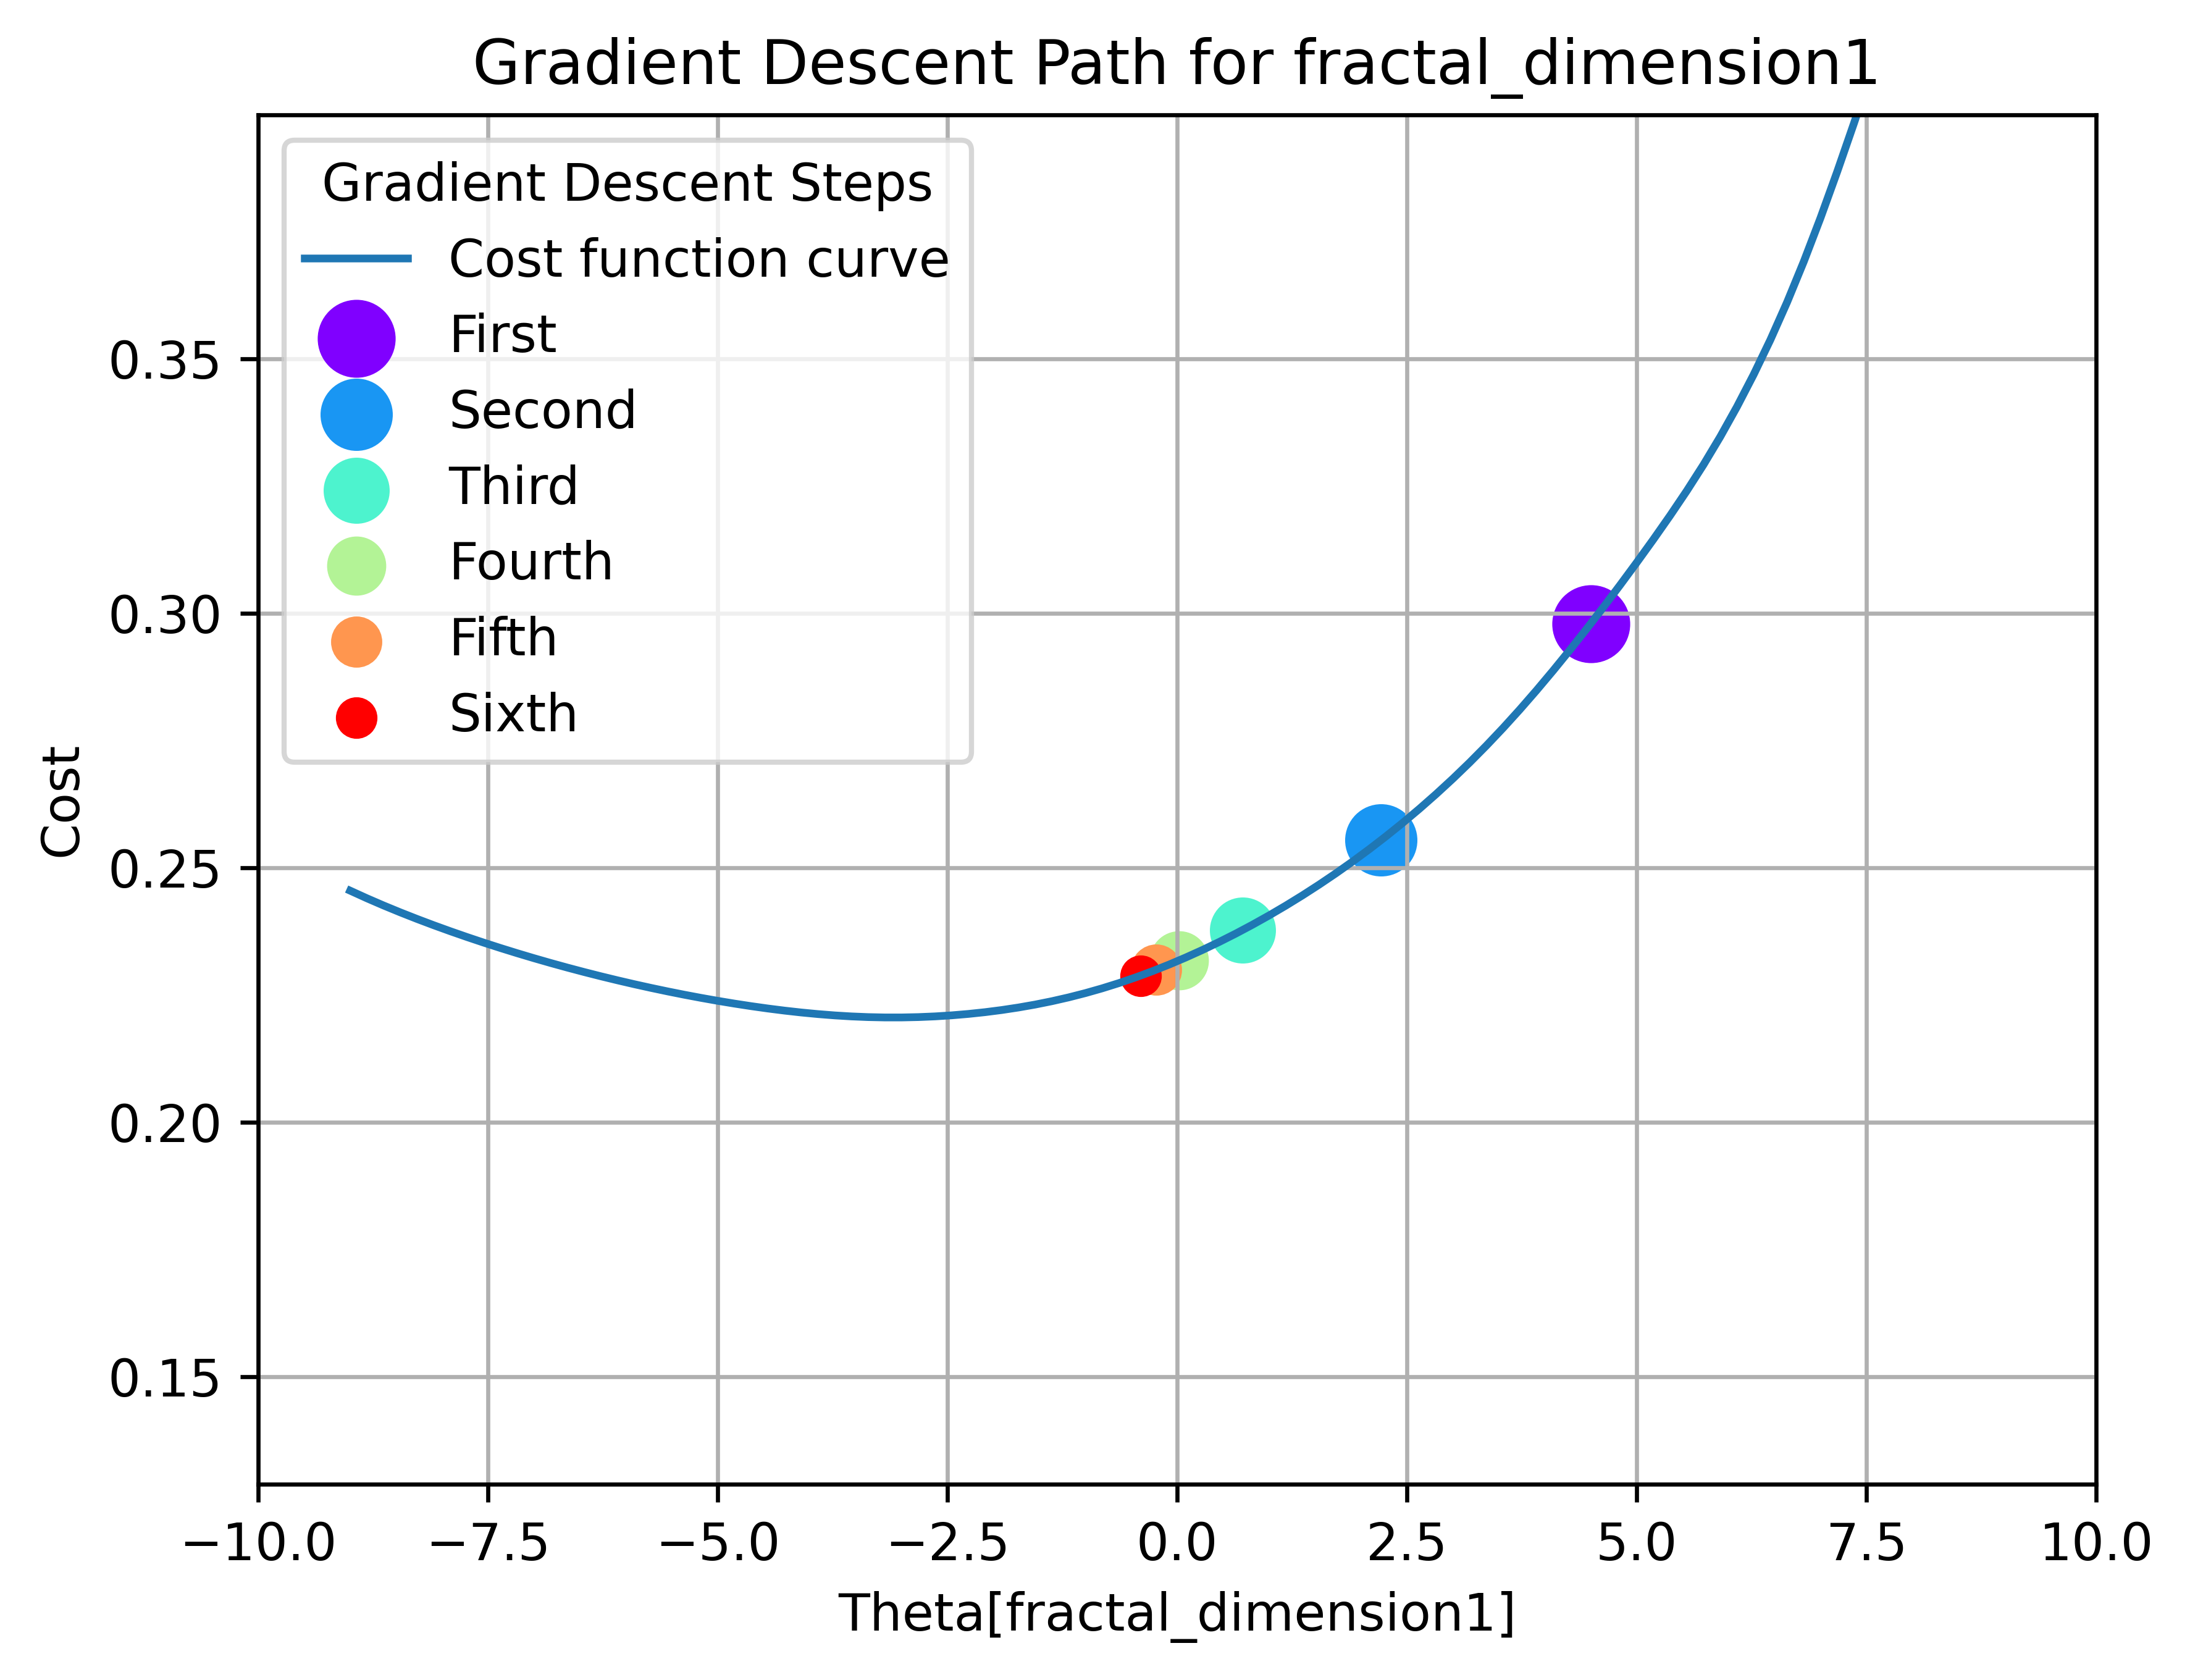 Gradient Descent Path for fractal_dimension1
Gradient Descent Steps
Cost function curve
First
Second
Third
Fourth
Fifth
Sixth
0.35
0.30
0.25
0.20
0.15
Cost
−10.0 −7.5 −5.0 −2.5 0.0 2.5 5.0 7.5 10.0
Theta[fractal_dimension1]